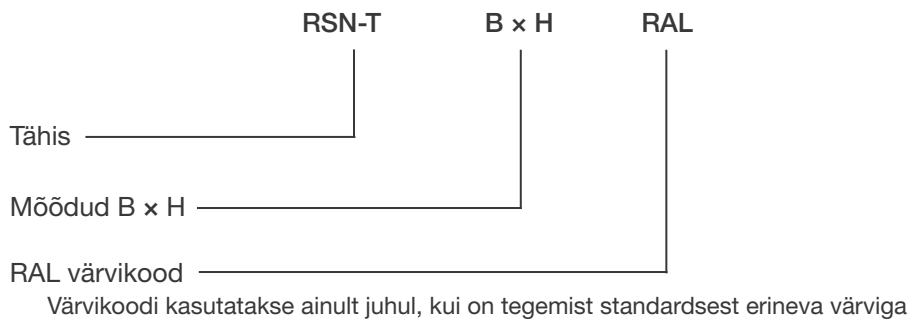 RSN-T B × H RAL
Tähis
Mõõdud B × H
RAL värvikood
Värvikoodi kasutatakse ainult juhul, kui on tegemist standardsest erineva värviga